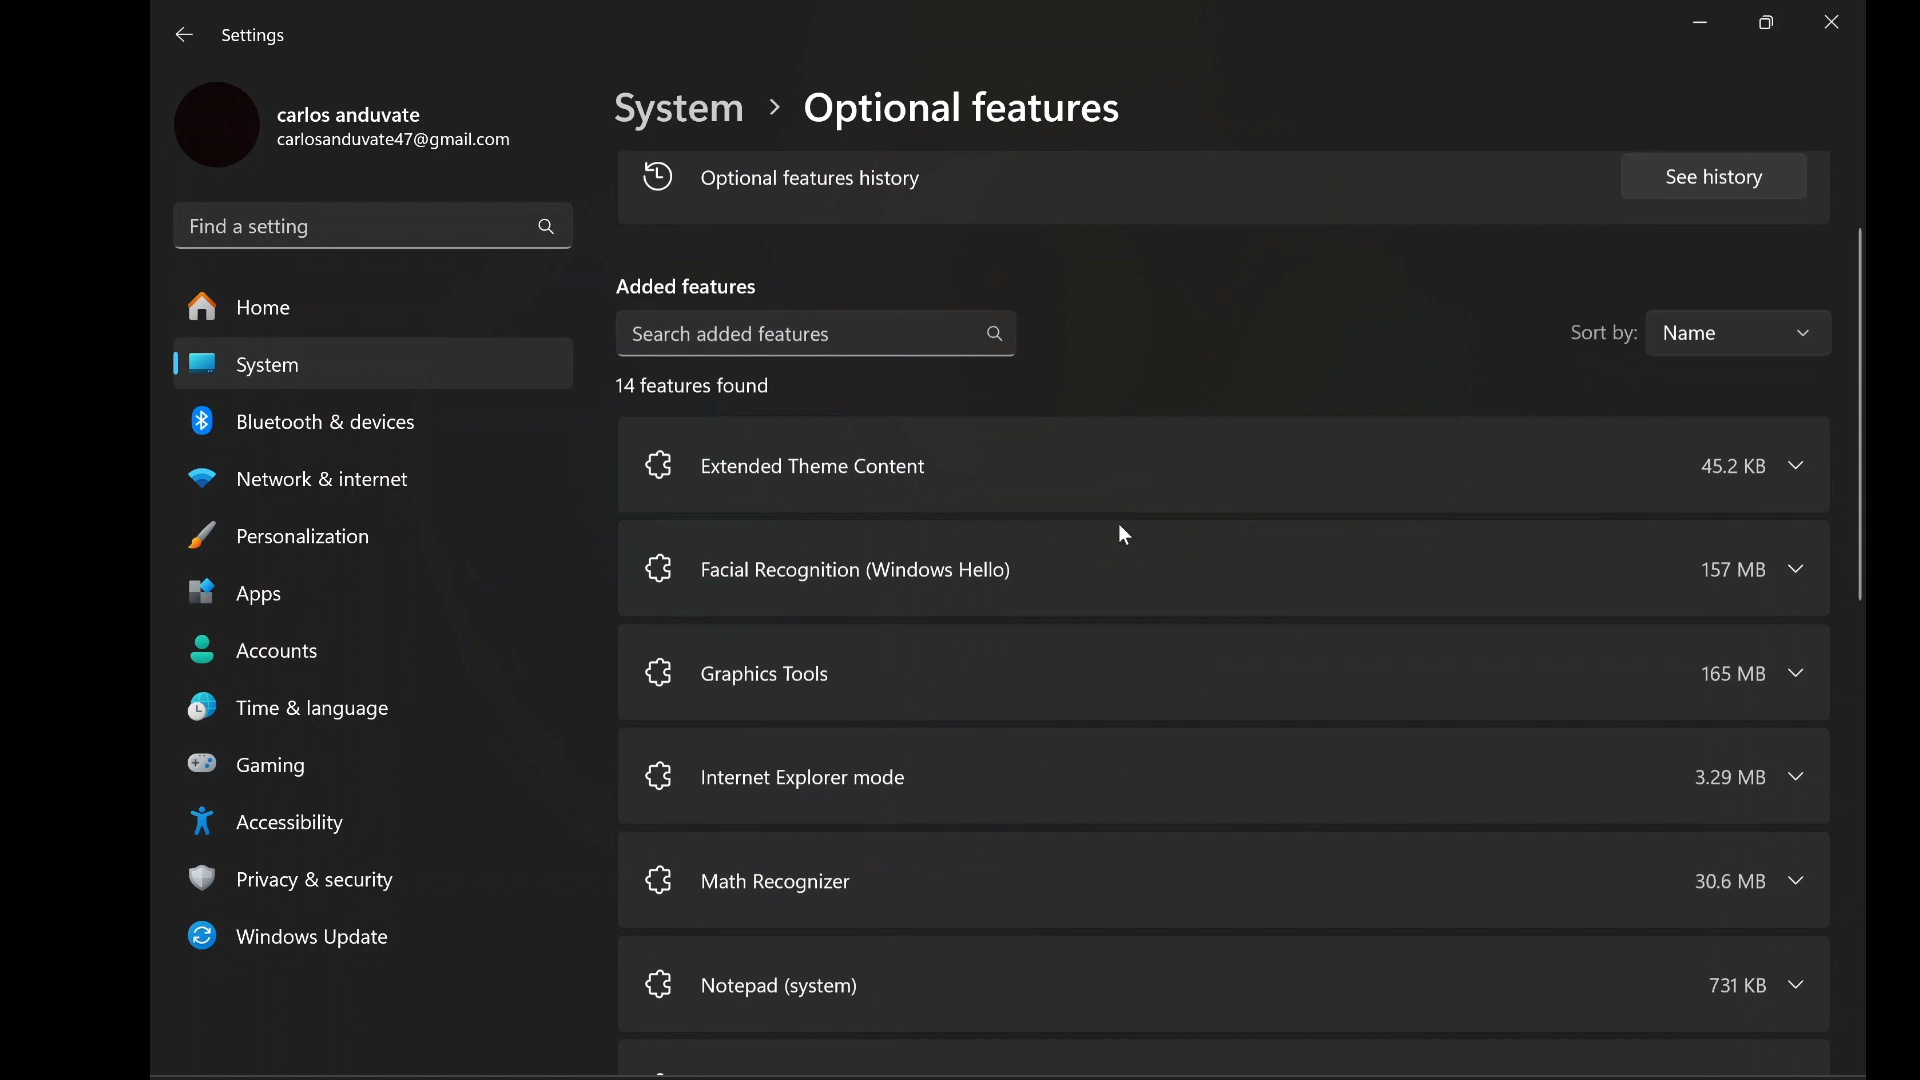 Settings
carlos anduvate
carlosanduvate47@gmail.com
Find a setting
Home
System
Bluetooth & devices
Network & internet
Personalization
Apps
Accounts
Time & language
Gaming
Accessibility
Privacy & security
Windows Update
System > Optional features
Optional features history
See history
Added features
Search added features
Sort by: Name
14 features found
Extended Theme Content 45.2 KB
Facial Recognition (Windows Hello) 157 MB
Graphics Tools 165 MB
Internet Explorer mode 3.29 MB
Math Recognizer 30.6 MB
Notepad (system) 731 KB